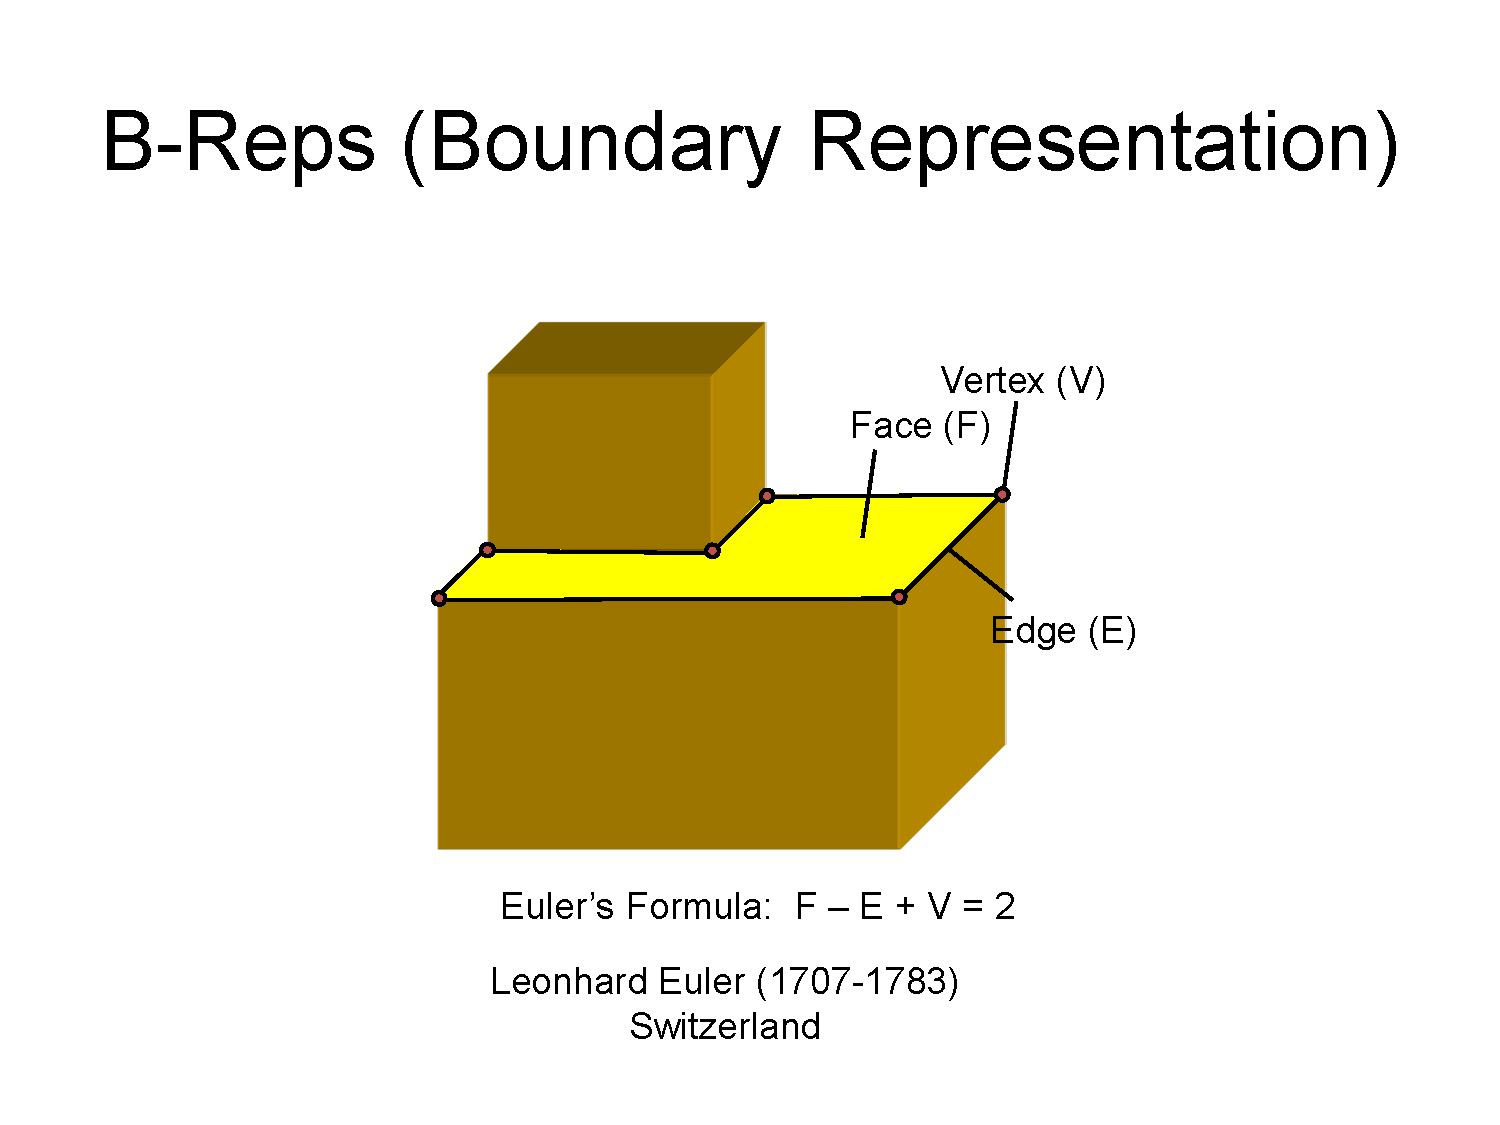 B-Reps (Boundary Representation)
Vertex (V)
Face (F)
Edge (E)
Euler’s Formula:  F – E + V = 2
Leonhard Euler (1707-1783)
Switzerland